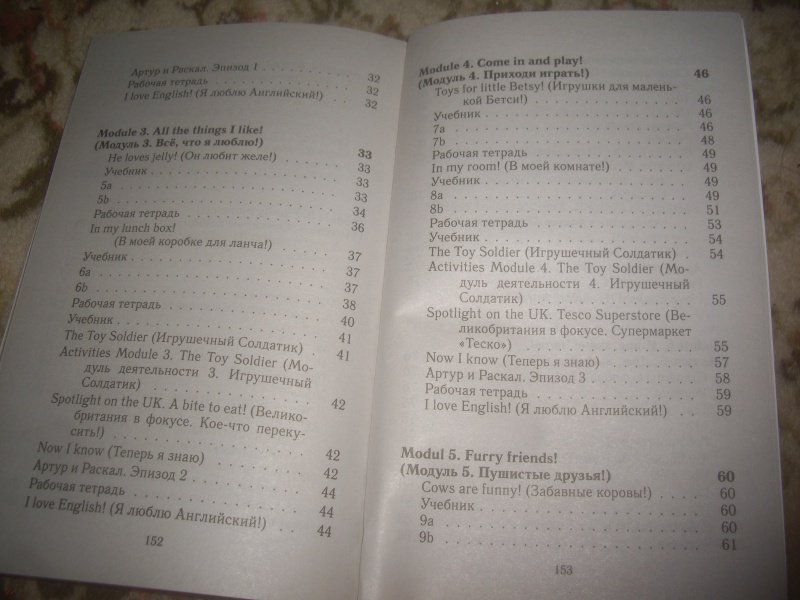 Артур и Раскал. Эпизод 1 . . . . . . . . . . 32
Рабочая тетрадь . . . . . . . . . . 32
I love English! (Я люблю Английский!) . . . . 32
Module 3. All the things I like!
(Модуль 3. Всё, что я люблю!) 33
He loves jelly! (Он любит желе!) . . . . . . . 33
Учебник . . . . . . . . . . 33
5a . . . . . . . . . . 33
5b . . . . . . . . . . 34
Рабочая тетрадь . . . . . . . . . . 36
In my lunch box!
(В моей коробке для ланча!) . . . . . . . 37
Учебник . . . . . . . . . . 37
6a . . . . . . . . . . 37
6b . . . . . . . . . . 38
Рабочая тетрадь . . . . . . . . . . 40
Учебник . . . . . . . . . . 41
The Toy Soldier (Игрушечный Солдатик) . . 41
Activities Module 3. The Toy Soldier (Мо-
дуль деятельности 3. Игрушечный
Солдатик) . . . . . . . . . . 42
Spotlight on the UK. A bite to eat! (Велико-
британия в фокусе. Кое-что переку-
сить!) . . . . . . . . . . 42
Now I know (Теперь я знаю) . . . . . . . . 42
Артур и Раскал. Эпизод 2 . . . . . . . . . 44
Рабочая тетрадь . . . . . . . . . . 44
I love English! (Я люблю Английский!) . . . 44
152
Module 4. Come in and play!
(Модуль 4. Приходи играть!) 46
Toys for little Betsy! (Игрушки для малень-
кой Бетси!) . . . . . . . . . . 46
Учебник . . . . . . . . . . 46
7a . . . . . . . . . . 46
7b . . . . . . . . . . 48
Рабочая тетрадь . . . . . . . . . . 49
In my room! (В моей комнате!) . . . . . . . 49
Учебник . . . . . . . . . . 49
8a . . . . . . . . . . 49
8b . . . . . . . . . . 51
Рабочая тетрадь . . . . . . . . . . 53
Учебник . . . . . . . . . . 54
The Toy Soldier (Игрушечный Солдатик) . 54
Activities Module 4. The Toy Soldier (Мо-
дуль деятельности 4. Игрушечный
Солдатик) . . . . . . . . . . 55
Spotlight on the UK. Tesco Superstore (Ве-
ликобритания в фокусе. Супермаркет
«Теско») . . . . . . . . . . 55
Now I know (Теперь я знаю) . . . . . . . . 57
Артур и Раскал. Эпизод 3 . . . . . . . . . 58
Рабочая тетрадь . . . . . . . . . . 59
I love English! (Я люблю Английский!) . . . 59
Modul 5. Furry friends!
(Модуль 5. Пушистые друзья!) 60
Cows are funny! (Забавные коровы!) . . . . 60
Учебник . . . . . . . . . . 60
9a . . . . . . . . . . 60
9b . . . . . . . . . . 61
153